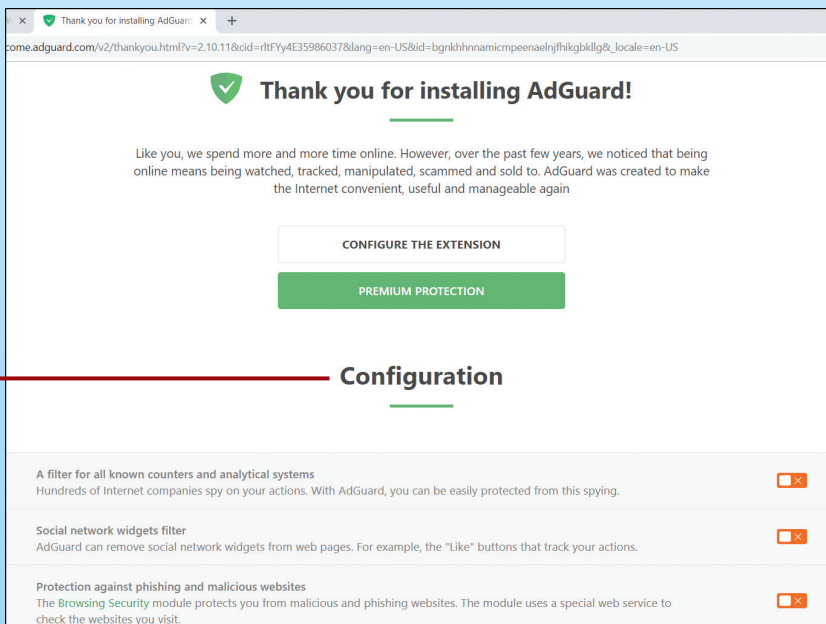 Thank you for installing AdGuard
come.adguard.com/v2/thankyou.html?v=2.10.11&cid=rltFYy4E35986037&lang=en-US&id=bgnkhhnnamicmpeenaelnjfhikgbkllg&_locale=en-US
Thank you for installing AdGuard!
Like you, we spend more and more time online. However, over the past few years, we noticed that being
online means being watched, tracked, manipulated, scammed and sold to. AdGuard was created to make
the Internet convenient, useful and manageable again
CONFIGURE THE EXTENSION
PREMIUM PROTECTION
Configuration
A filter for all known counters and analytical systems
Hundreds of Internet companies spy on your actions. With AdGuard, you can be easily protected from this spying.
Social network widgets filter
AdGuard can remove social network widgets from web pages. For example, the "Like" buttons that track your actions.
Protection against phishing and malicious websites
The Browsing Security module protects you from malicious and phishing websites. The module uses a special web service to
check the websites you visit.